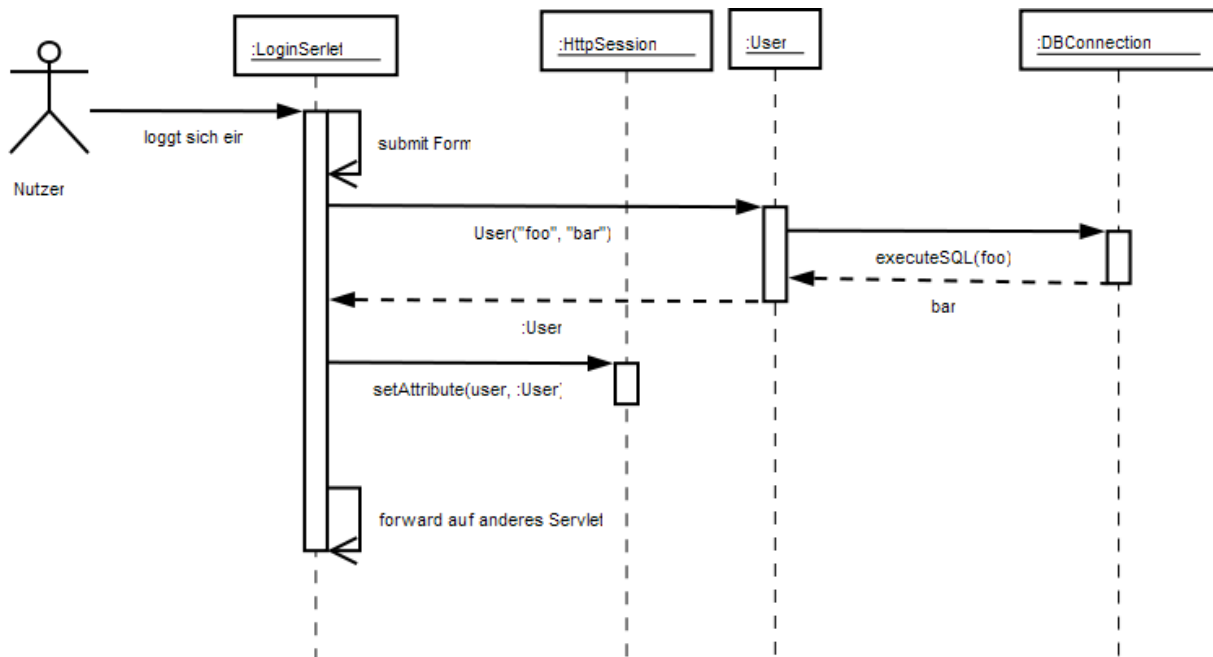 :LoginSerlet
:HttpSession
:User
:DBConnection
loggt sich ein
submit Form
Nutzer
User("foo", "bar")
executeSQL(foo)
bar
:User
setAttribute(user, :User)
forward auf anderes Servlet